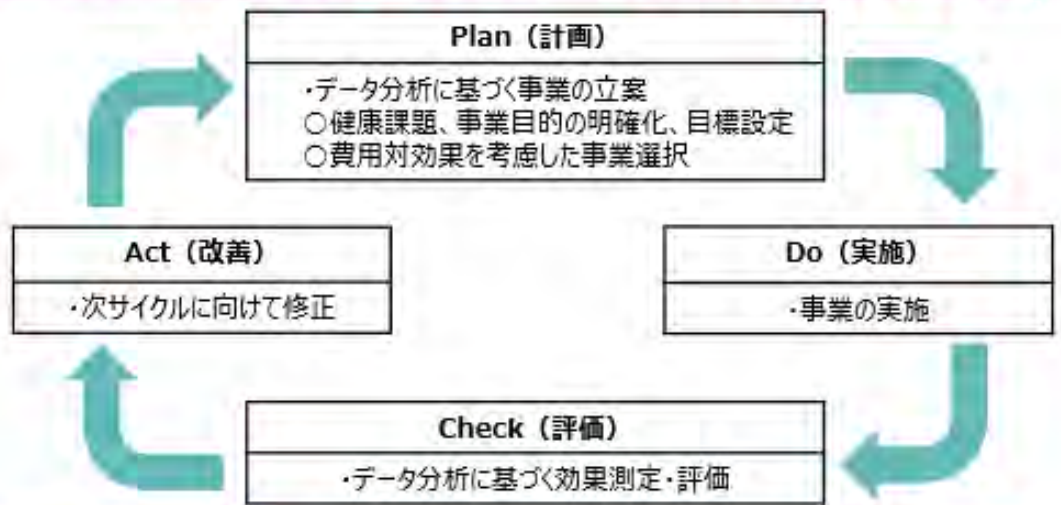 Plan（計画）
・データ分析に基づく事業の立案
○健康課題、事業目的の明確化、目標設定
○費用対効果を考慮した事業選択
Do（実施）
・事業の実施
Check（評価）
・データ分析に基づく効果測定・評価
Act（改善）
・次サイクルに向けて修正